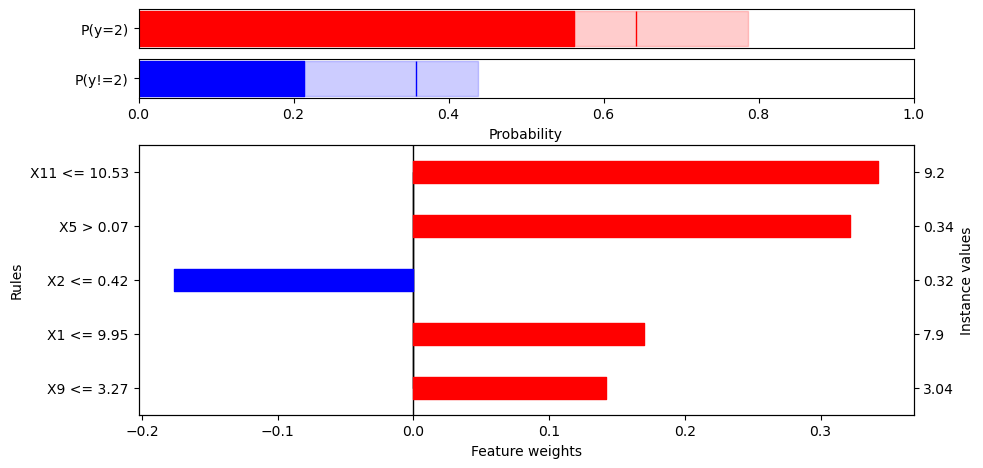 P(y=2)
P(y!=2)
0.0 0.2 0.4 0.6 0.8 1.0
Probability
X11 <= 10.53 9.2
X5 > 0.07 0.34
X2 <= 0.42 0.32
X1 <= 9.95 7.9
X9 <= 3.27 3.04
Rules
Instance values
−0.2 −0.1 0.0 0.1 0.2 0.3
Feature weights